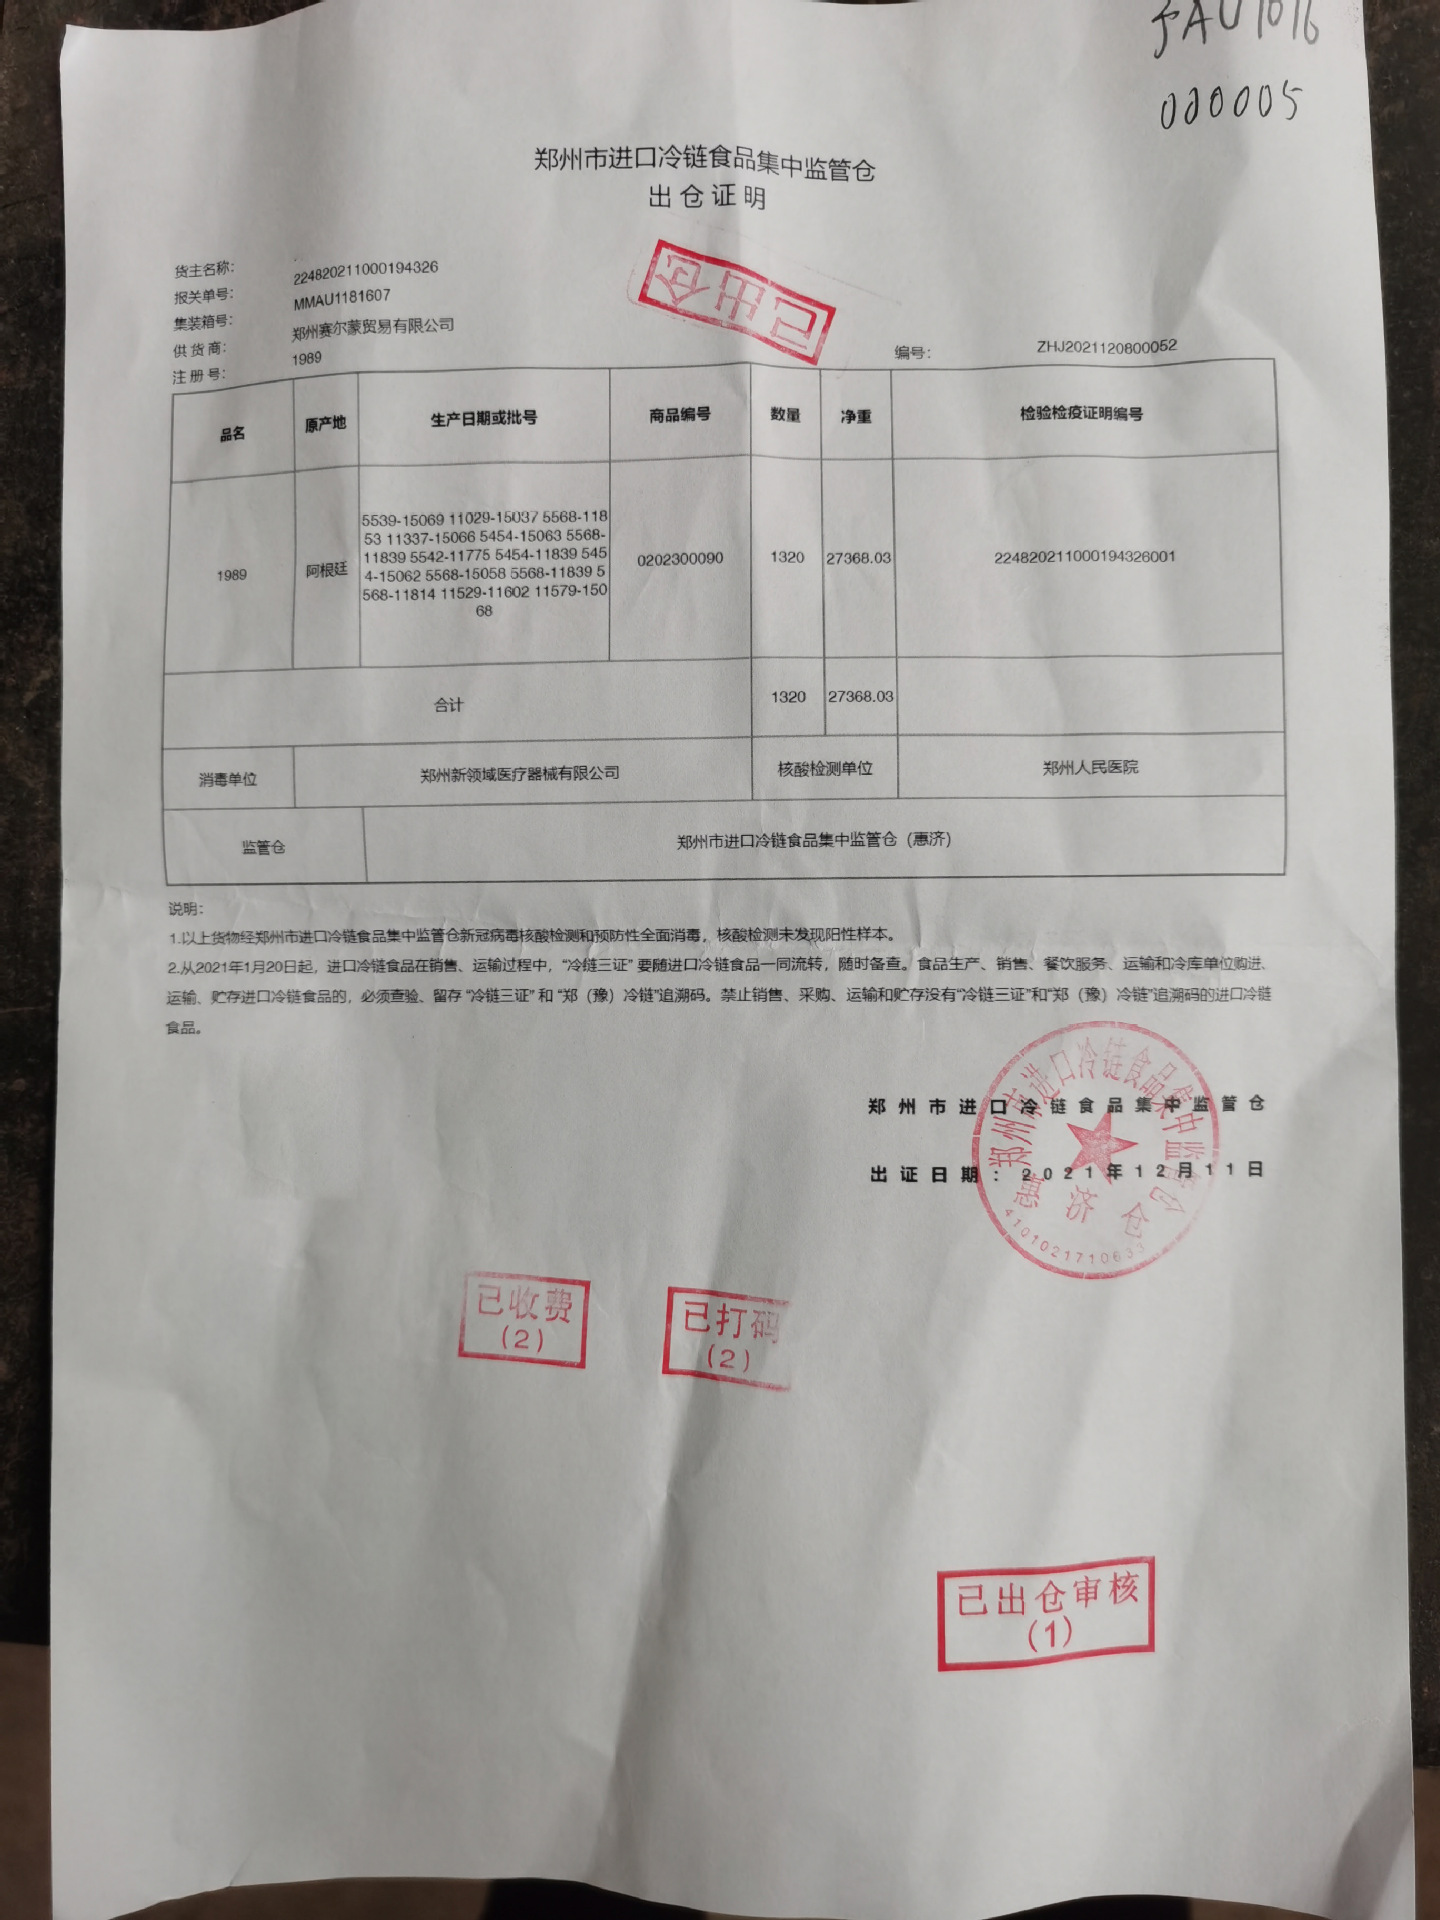 000005
郑州市进口冷链食品集中监管仓
出仓证明
已出仓
货主名称：
报关单号： 224820211000194326
集装箱号： MMAU1181607
供货商： 郑州赛尔蒙贸易有限公司
注册号： 1989
编号： ZHJ2021120800052
品名 原产地 生产日期或批号 商品编号 数量 净重 检验检疫证明编号
5539-15069 11029-15037 5568-118
53 11337-15066 5454-15063 5568-
11839 5542-11775 5454-11839 545
4-15062 5568-15058 5568-11839 5
568-11814 11529-11602 11579-150
68
1989 阿根廷 0202300090 1320 27368.03 224820211000194326001
合计 1320 27368.03
消毒单位 郑州新领域医疗器械有限公司 核酸检测单位 郑州人民医院
监管仓 郑州市进口冷链食品集中监管仓（惠济）
说明：
1.以上货物经郑州市进口冷链食品集中监管仓新冠病毒核酸检测和预防性全面消毒，核酸检测未发现阳性样本。
2.从2021年1月20日起，进口冷链食品在销售、运输过程中，“冷链三证” 要随进口冷链食品一同流转，随时备查。食品生产、销售、餐饮服务、运输和冷库单位购进、
运输、贮存进口冷链食品的，必须查验、留存 “冷链三证” 和 “郑（豫）冷链”追溯码。禁止销售、采购、运输和贮存没有“冷链三证”和“郑（豫）冷链”追溯码的进口冷链
食品。
郑州市进口冷链食品集中监管仓
出证日期：2021年12月11日
郑州市进口冷链食品集中监管仓
惠济仓
4101021710633
已收费
(2)
已打码
(2)
已出仓审核
(1)